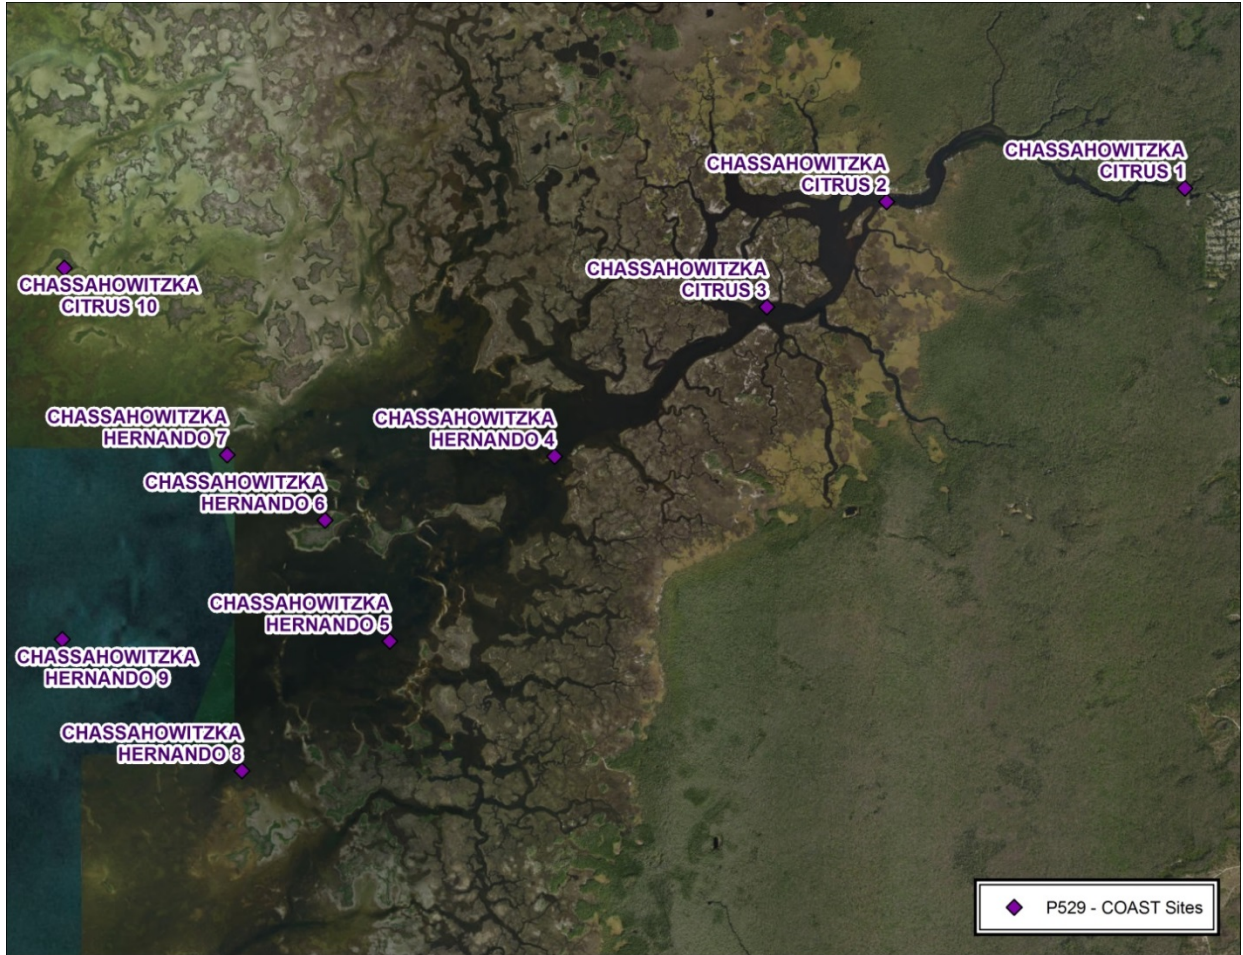 CHASSAHOWITZKA
CITRUS 1
CHASSAHOWITZKA
CITRUS 2
CHASSAHOWITZKA
CITRUS 3
CHASSAHOWITZKA
CITRUS 10
CHASSAHOWITZKA
HERNANDO 7
CHASSAHOWITZKA
HERNANDO 4
CHASSAHOWITZKA
HERNANDO 6
CHASSAHOWITZKA
HERNANDO 5
CHASSAHOWITZKA
HERNANDO 9
CHASSAHOWITZKA
HERNANDO 8
P529 - COAST Sites